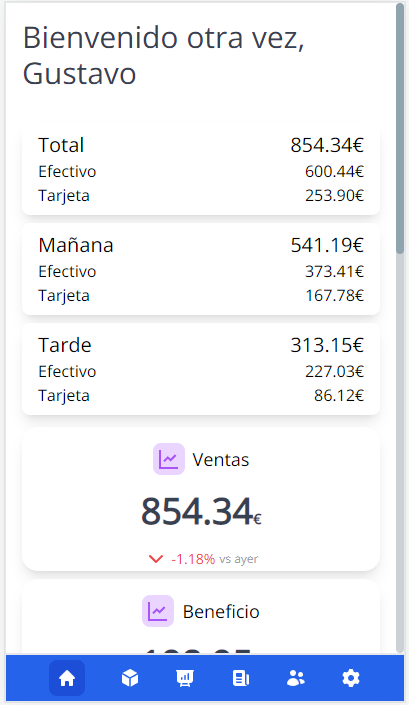 Bienvenido otra vez,
Gustavo
Total 854.34€
Efectivo 600.44€
Tarjeta 253.90€
Mañana 541.19€
Efectivo 373.41€
Tarjeta 167.78€
Tarde 313.15€
Efectivo 227.03€
Tarjeta 86.12€
Ventas
854.34€
-1.18% vs ayer
Beneficio